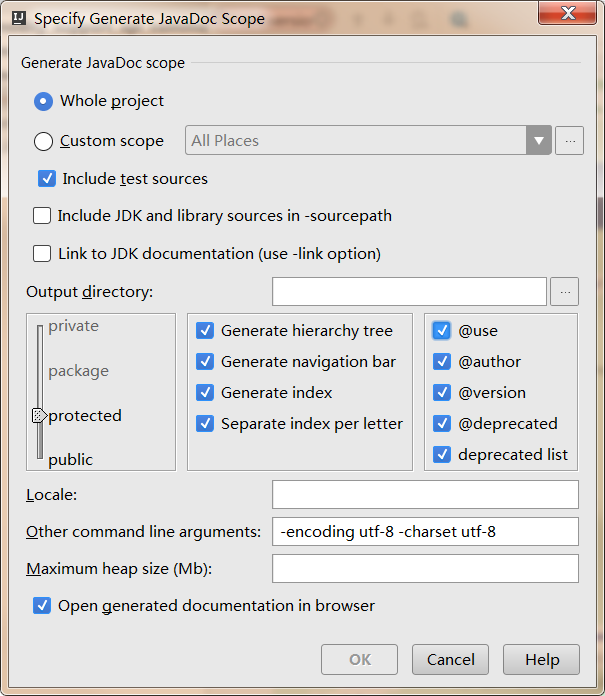 Specify Generate JavaDoc Scope
Generate JavaDoc scope
Whole project
Custom scope
All Places
...
Include test sources
Include JDK and library sources in -sourcepath
Link to JDK documentation (use -link option)
Output directory:
...
private
package
protected
public
Generate hierarchy tree
Generate navigation bar
Generate index
Separate index per letter
@use
@author
@version
@deprecated
deprecated list
Locale:
Other command line arguments:
-encoding utf-8 -charset utf-8
Maximum heap size (Mb):
Open generated documentation in browser
OK
Cancel
Help